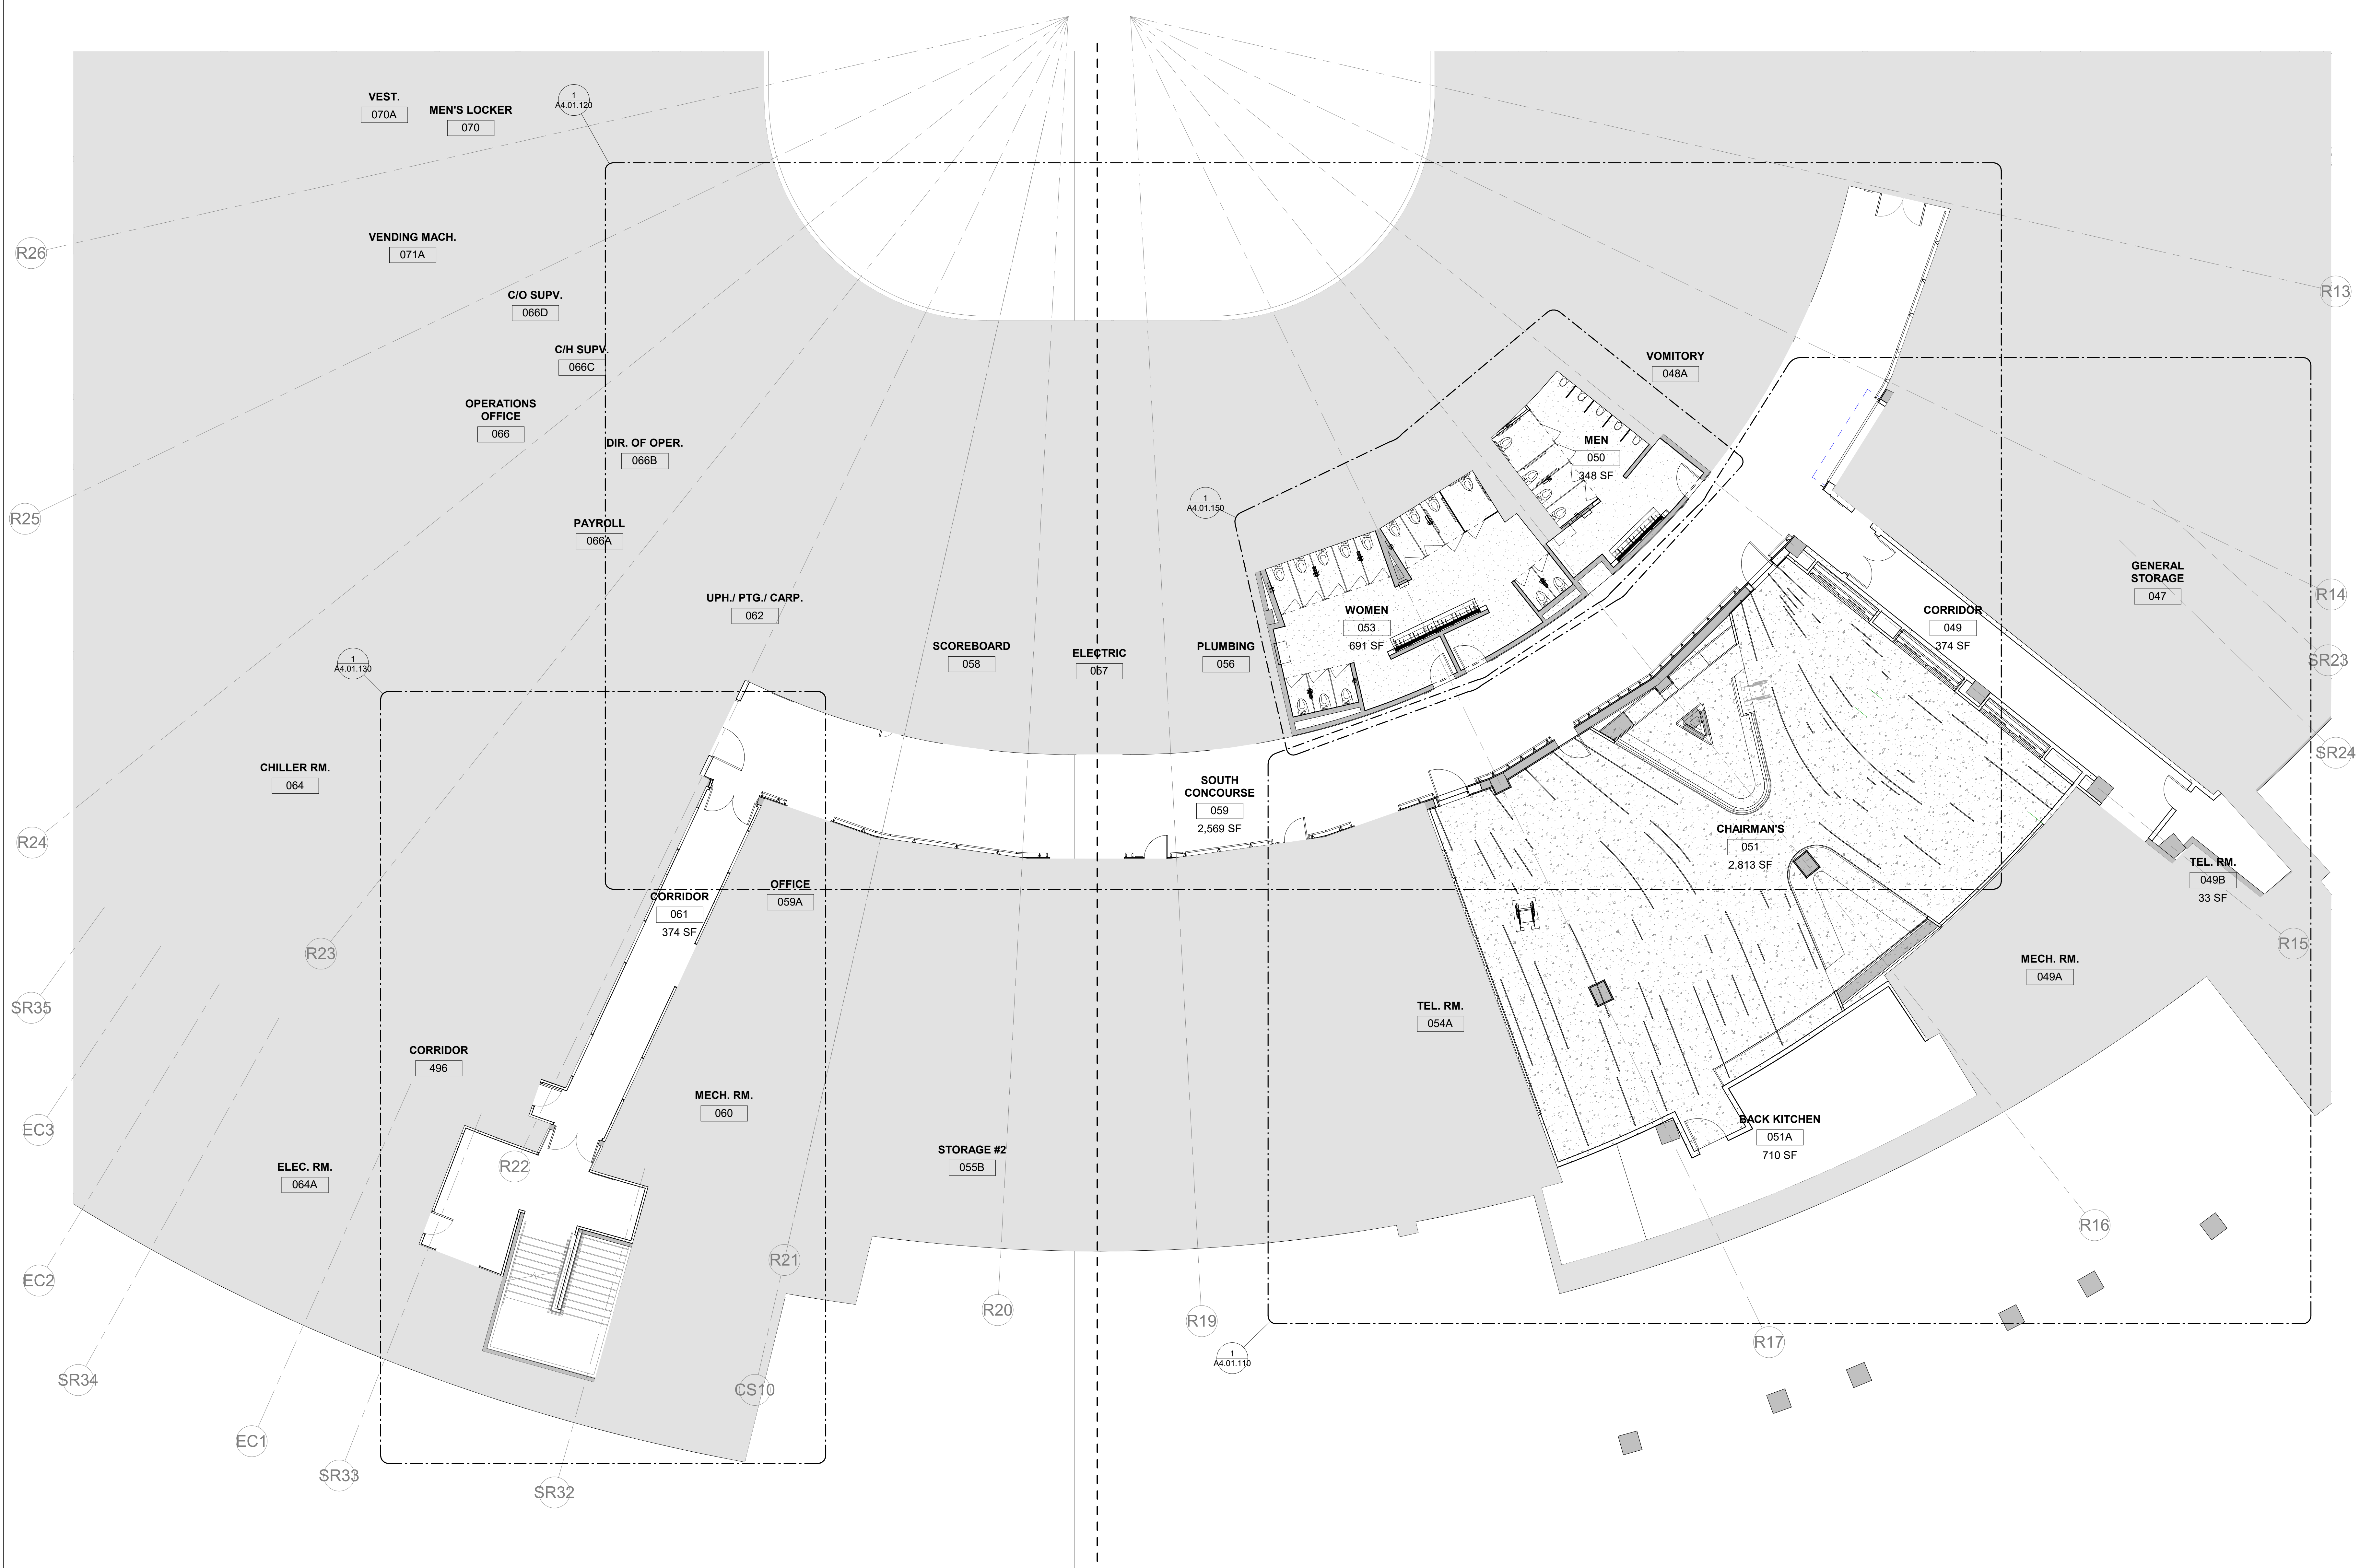 VEST.
070A
MEN'S LOCKER
070
1
A4.01.120
R26
VENDING MACH.
071A
C/O SUPV.
066D
R13
C/H SUPV.
066C
VOMITORY
048A
OPERATIONS
OFFICE
066
DIR. OF OPER.
066B
MEN
050
348 SF
R25
PAYROLL
066A
1
A4.01.150
GENERAL
STORAGE
047
R14
UPH./ PTG./ CARP.
062
WOMEN
053
691 SF
CORRIDOR
049
374 SF
SCOREBOARD
058
ELECTRIC
057
PLUMBING
056
SR23
1
A4.01.130
SR24
CHILLER RM.
064
SOUTH
CONCOURSE
059
2,569 SF
CHAIRMAN'S
051
2,813 SF
R24
TEL. RM.
049B
33 SF
OFFICE
059A
CORRIDOR
061
374 SF
R23
R15
MECH. RM.
049A
SR35
TEL. RM.
054A
CORRIDOR
496
MECH. RM.
060
EC3
BACK KITCHEN
051A
710 SF
STORAGE #2
055B
ELEC. RM.
064A
R22
R16
EC2
R21
R20
R19
R17
1
A4.01.110
SR34
CS10
EC1
SR33
SR32